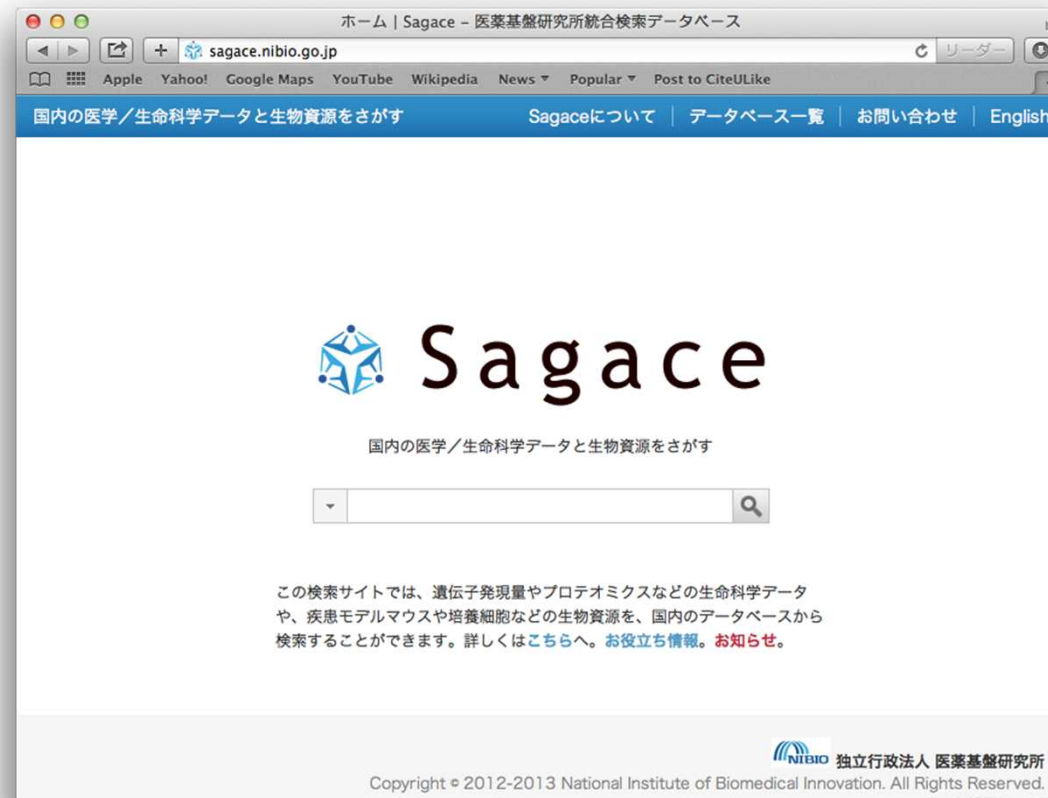 ホーム | Sagace – 医薬基盤研究所統合検索データベース
sagace.nibio.go.jp
リーダー
Apple Yahoo! Google Maps YouTube Wikipedia News Popular Post to CiteULike
国内の医学／生命科学データと生物資源をさがす Sagaceについて データベース一覧 お問い合わせ English
Sagace
国内の医学／生命科学データと生物資源をさがす
この検索サイトでは、遺伝子発現量やプロテオミクスなどの生命科学データ
や、疾患モデルマウスや培養細胞などの生物資源を、国内のデータベースから
検索することができます。詳しくはこちらへ。お役立ち情報。お知らせ。
NIBIO 独立行政法人 医薬基盤研究所
Copyright © 2012-2013 National Institute of Biomedical Innovation. All Rights Reserved.